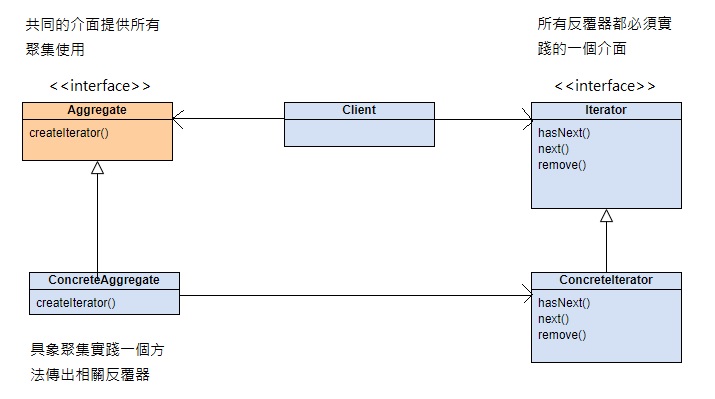 共同的介面提供所有
聚集使用
所有反覆器都必須實
踐的一個介面
<<interface>>
<<interface>>
Aggregate
createIterator()
Client
Iterator
hasNext()
next()
remove()
ConcreteAggregate
createIterator()
ConcreteIterator
hasNext()
next()
remove()
具象聚集實踐一個方
法傳出相關反覆器